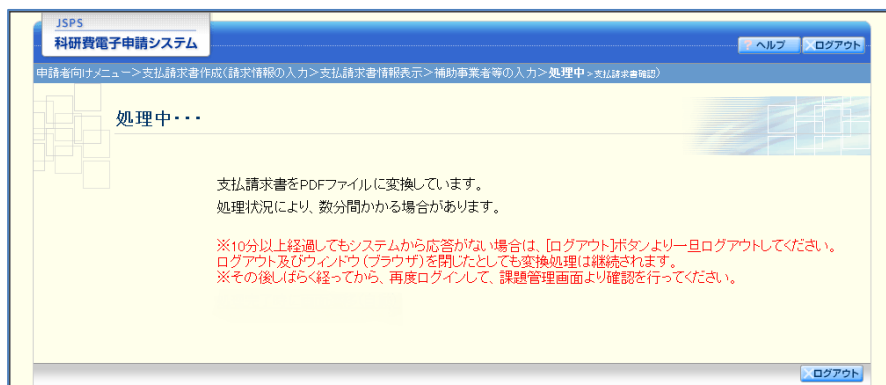 JSPS
科研費電子申請システム
ヘルプ
ログアウト
申請者向けメニュー>支払請求書作成(請求情報の入力>支払請求書情報表示>補助事業者等の入力>処理中>支払請求書確認)
処理中・・・
支払請求書をPDFファイルに変換しています。
処理状況により、数分間かかる場合があります。
※10分以上経過してもシステムから応答がない場合は、[ログアウト]ボタンより一旦ログアウトしてください。
ログアウト及びウィンドウ(ブラウザ)を閉じたとしても変換処理は継続されます。
※その後しばらく経ってから、再度ログインして、課題管理画面より確認を行ってください。
ログアウト